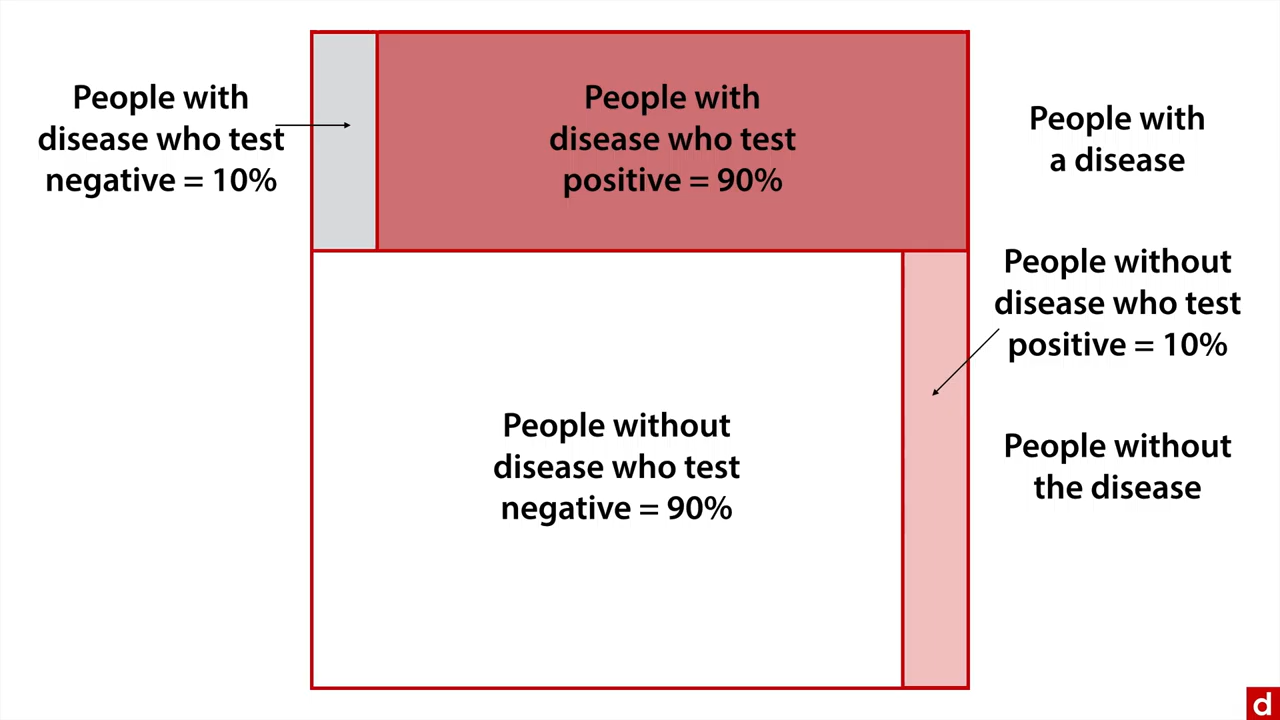 People with
disease who test
negative = 10%
People with
disease who test
positive = 90%
People with
a disease
People without
disease who test
positive = 10%
People without
disease who test
negative = 90%
People without
the disease
d